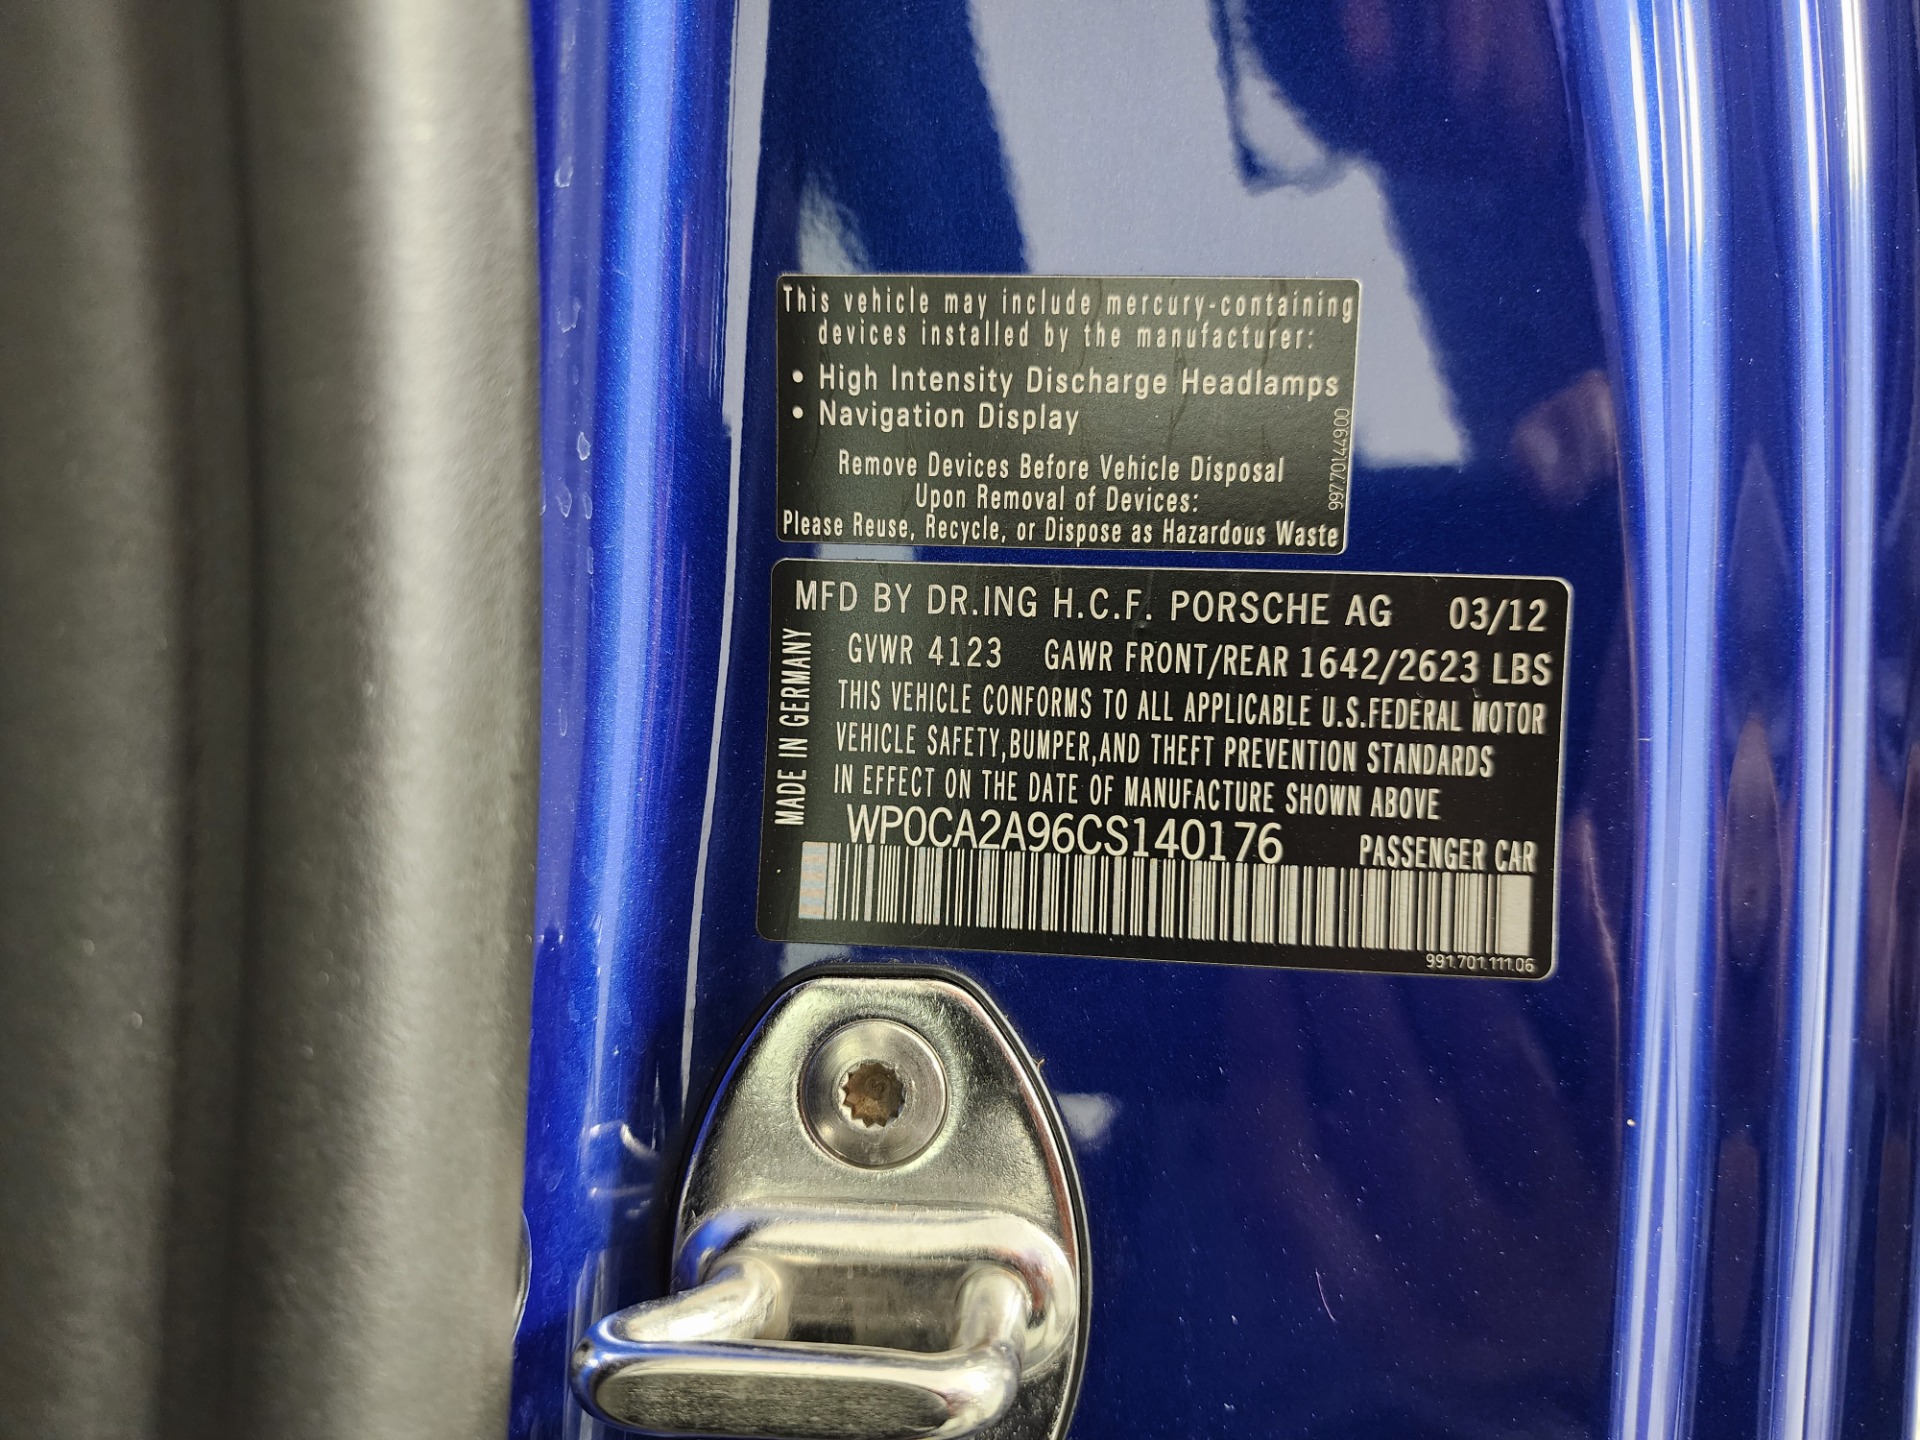 This vehicle may include mercury-containing
devices installed by the manufacturer:
• High Intensity Discharge Headlamps
• Navigation Display
Remove Devices Before Vehicle Disposal
Upon Removal of Devices:
Please Reuse, Recycle, or Dispose as Hazardous Waste
997.701.449.00
MFD BY DR.ING H.C.F. PORSCHE AG 03/12
GVWR 4123 GAWR FRONT/REAR 1642/2623 LBS
THIS VEHICLE CONFORMS TO ALL APPLICABLE U.S.FEDERAL MOTOR
VEHICLE SAFETY,BUMPER,AND THEFT PREVENTION STANDARDS
IN EFFECT ON THE DATE OF MANUFACTURE SHOWN ABOVE
WP0CA2A96CS140176 PASSENGER CAR
MADE IN GERMANY
991.701.111.06